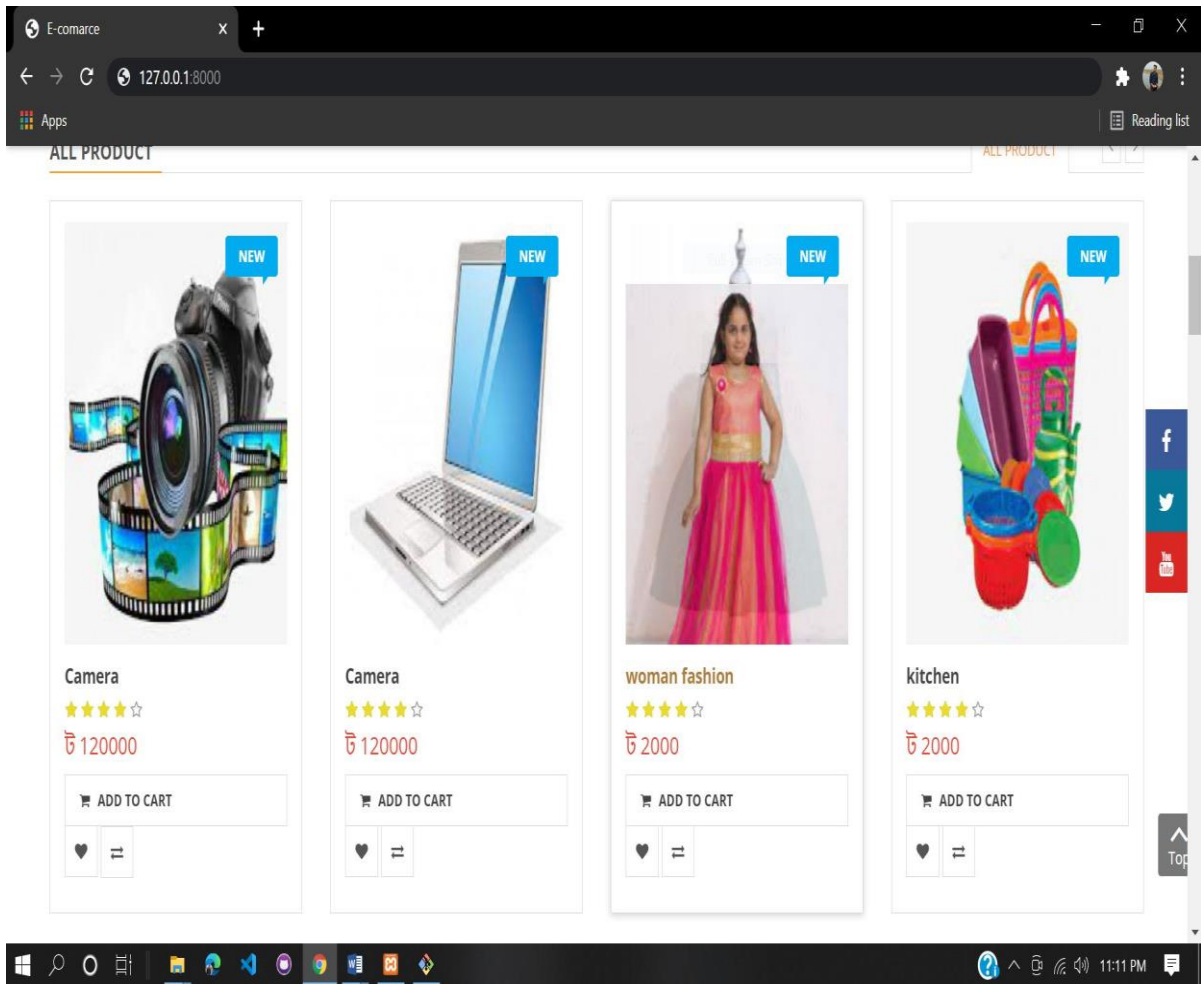 E-comarce
127.0.0.1:8000
Apps
Reading list
ALL PRODUCT
ALL PRODUCT
NEW
NEW
NEW
NEW
Camera
Camera
woman fashion
kitchen
৳ 120000
৳ 120000
৳ 2000
৳ 2000
ADD TO CART
ADD TO CART
ADD TO CART
ADD TO CART
You
Tube
Top
11:11 PM